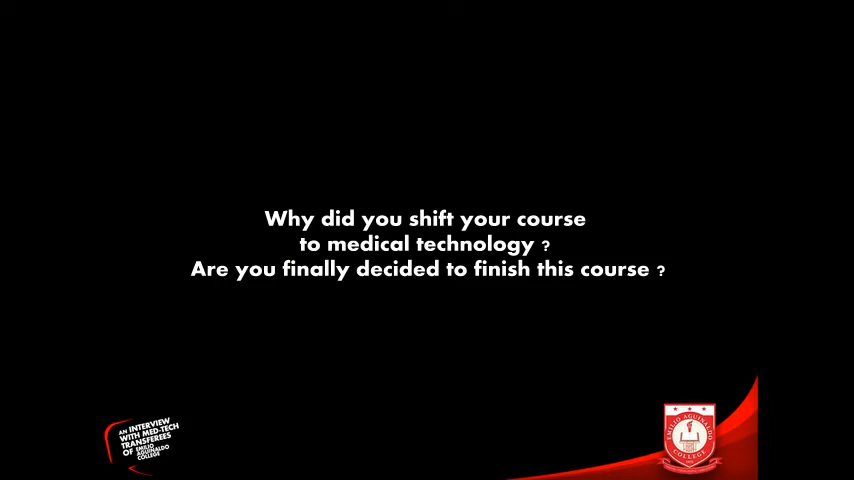 Why did you shift your course
to medical technology ?
Are you finally decided to finish this course ?
AN INTERVIEW
WITH MED-TECH
TRANSFEREES
OF EMILIO
AGUINALDO
COLLEGE
EMILIO AGUINALDO
COLLEGE